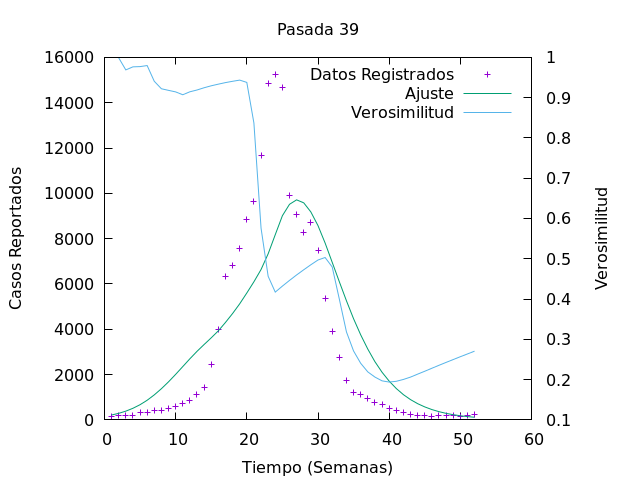 Pasada 39
Datos Registrados
Ajuste
Verosimilitud
16000
14000
12000
10000
8000
6000
4000
2000
0
1
0.9
0.8
0.7
0.6
0.5
0.4
0.3
0.2
0.1
0 10 20 30 40 50 60
Casos Reportados
Verosimilitud
Tiempo (Semanas)